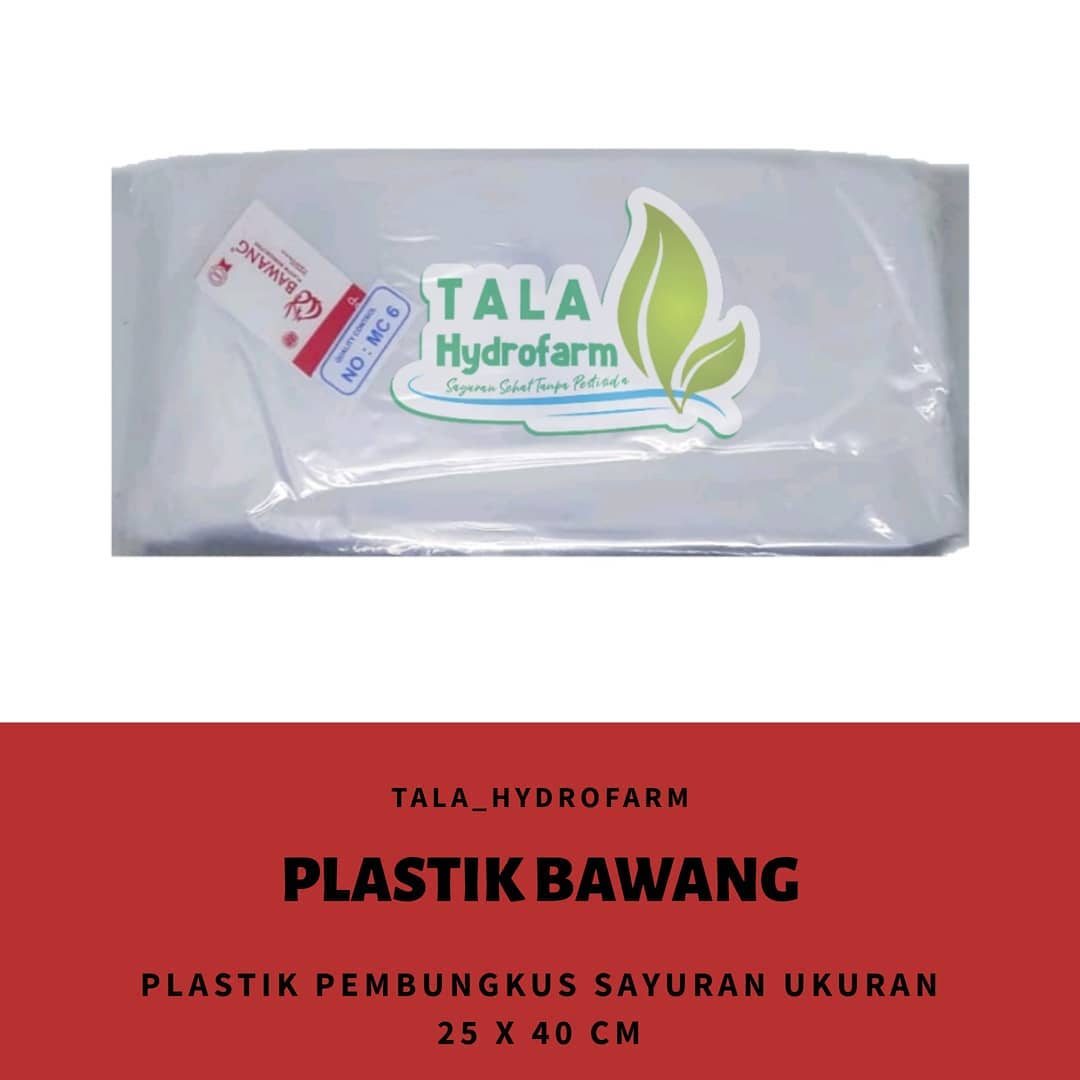 BAWANG
QUALITY CONTROL
NO : MC 6
TALA
Hydrofarm
Sayuran Sehat Tanpa Pestisida
TALA_HYDROFARM
PLASTIK BAWANG
PLASTIK PEMBUNGKUS SAYURAN UKURAN
25 X 40 CM